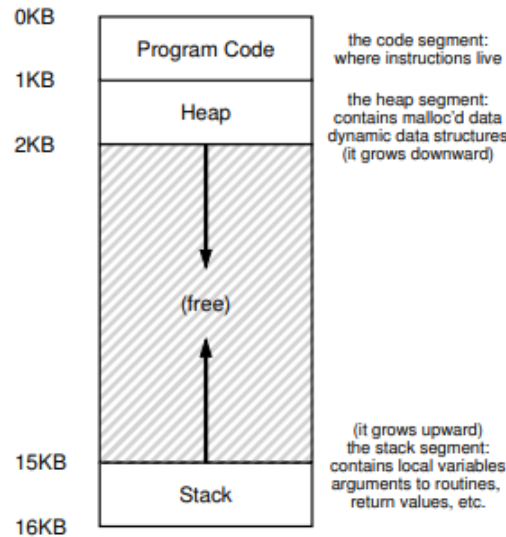 0KB
Program Code
the code segment:
where instructions live
1KB
Heap
the heap segment:
contains malloc'd data
dynamic data structures
(it grows downward)
2KB
(free)
(it grows upward)
the stack segment:
contains local variables
arguments to routines,
return values, etc.
15KB
Stack
16KB